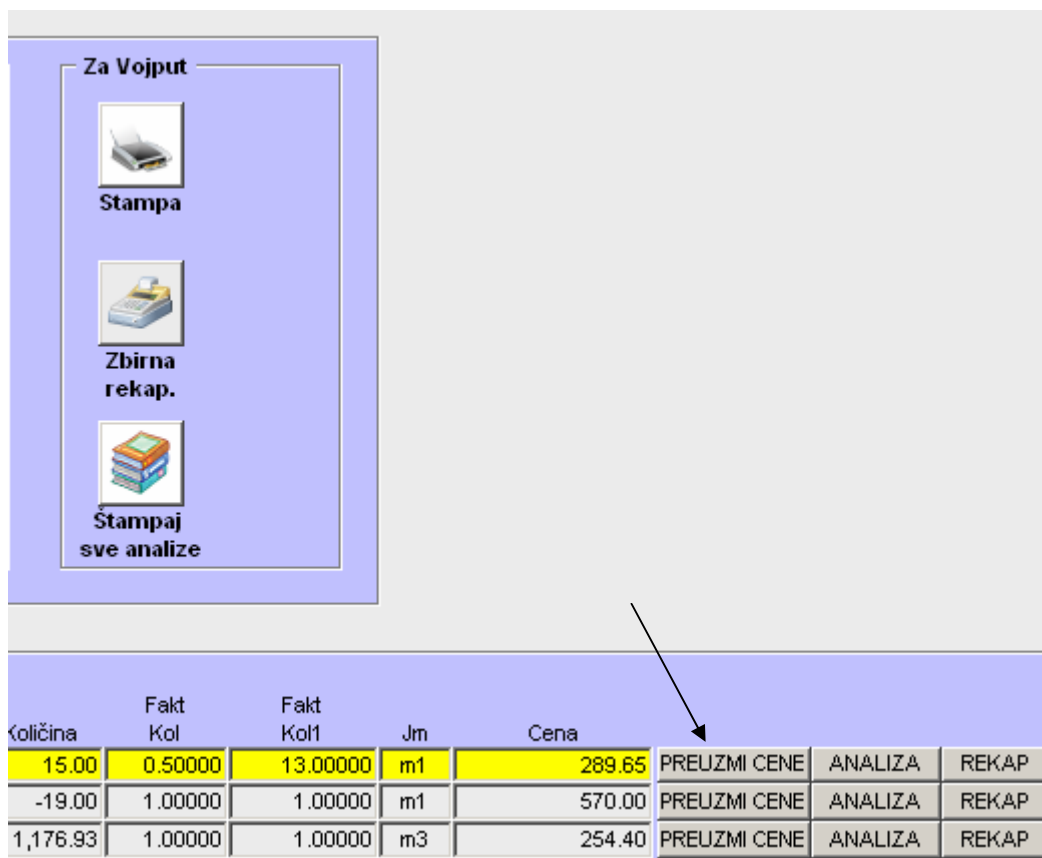 Za Vojput
Stampa
Zbirna
rekap.
Štampaj
sve analize
Fakt Fakt
Količina Kol Kol1 Jm Cena
15.00 0.50000 13.00000 m1 289.65 PREUZMI CENE ANALIZA REKAP
-19.00 1.00000 1.00000 m1 570.00 PREUZMI CENE ANALIZA REKAP
1,176.93 1.00000 1.00000 m3 254.40 PREUZMI CENE ANALIZA REKAP